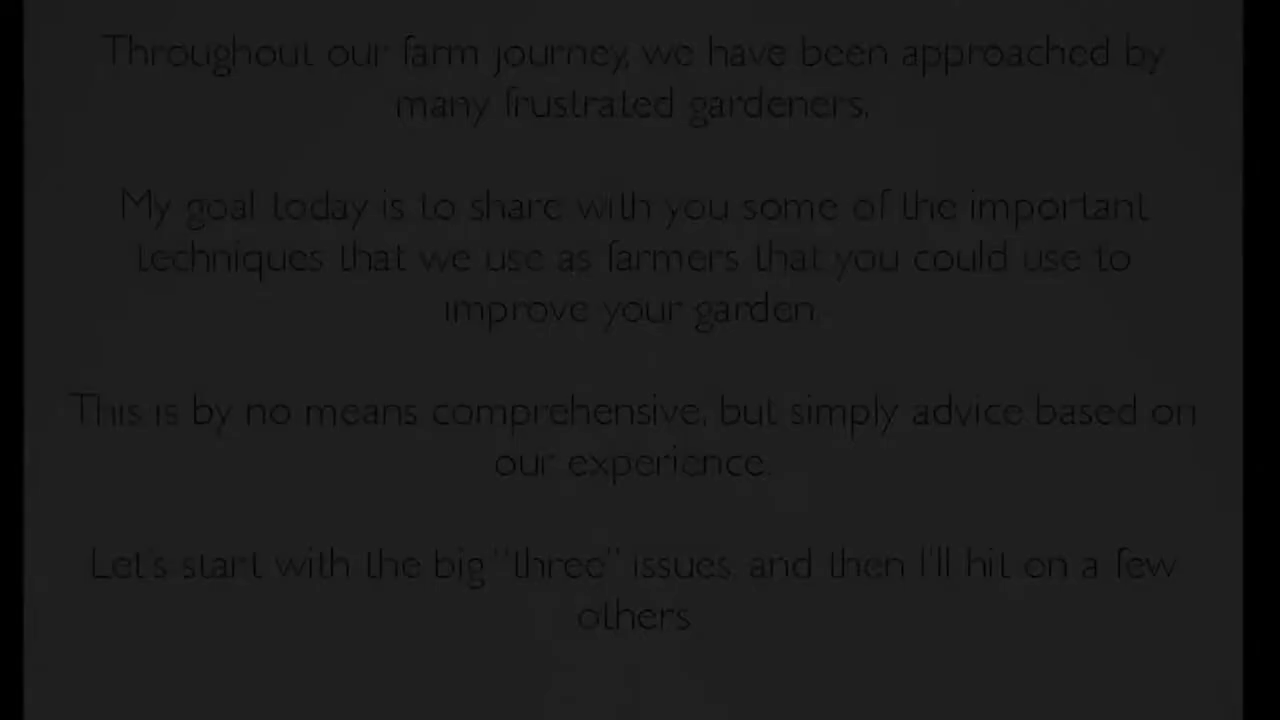 Throughout our farm journey, we have been approached by
many frustrated gardeners.
My goal today is to share with you some of the important
techniques that we use as farmers that you could use to
improve your garden.
This is by no means comprehensive, but simply advice based on
our experience.
Let's start with the big "three" issues, and then I'll hit on a few
others